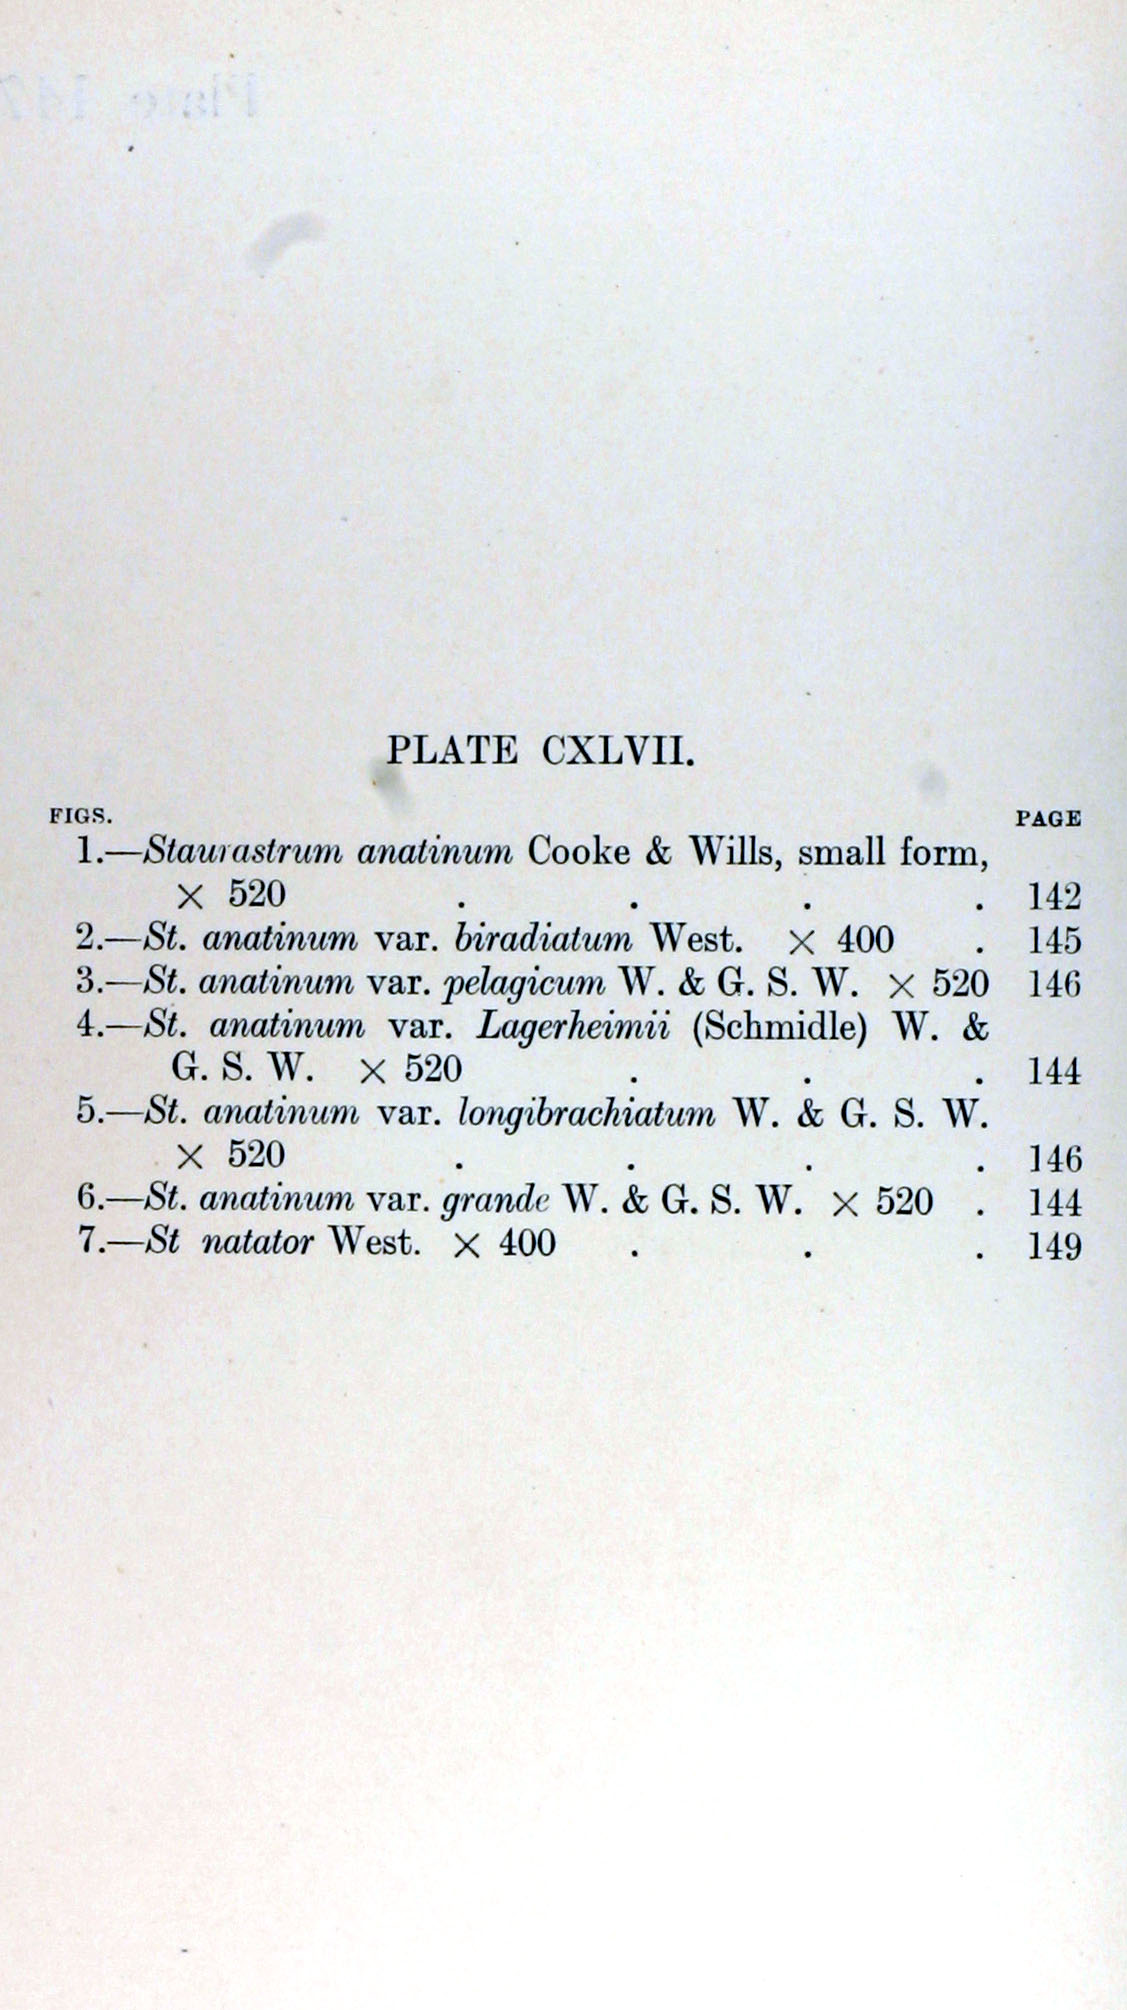 PLATE CXLVII.
FIGS. PAGE
1.—Staurastrum anatinum Cooke & Wills, small form,
× 520 . . . . 142
2.—St. anatinum var. biradiatum West. × 400 . 145
3.—St. anatinum var. pelagicum W. & G. S. W. × 520 146
4.—St. anatinum var. Lagerheimii (Schmidle) W. &
G. S. W. × 520 . . . 144
5.—St. anatinum var. longibrachiatum W. & G. S. W.
× 520 . . . . 146
6.—St. anatinum var. grande W. & G. S. W. × 520 . 144
7.—St natator West. × 400 . . . 149